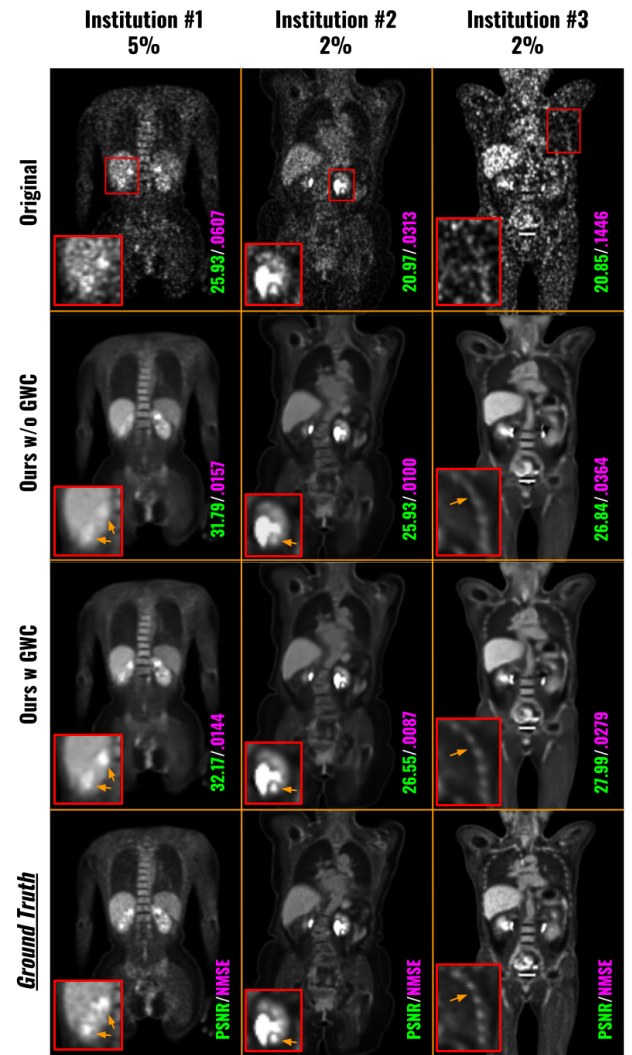 Institution #1
5%
Institution #2
2%
Institution #3
2%
Original
25.93/.0607
20.97/.0313
20.85/.1446
Ours w/o GWC
31.79/.0157
25.93/.0100
26.84/.0364
Ours w GWC
32.17/.0144
26.55/.0087
27.99/.0279
Ground Truth
PSNR/NMSE
PSNR/NMSE
PSNR/NMSE